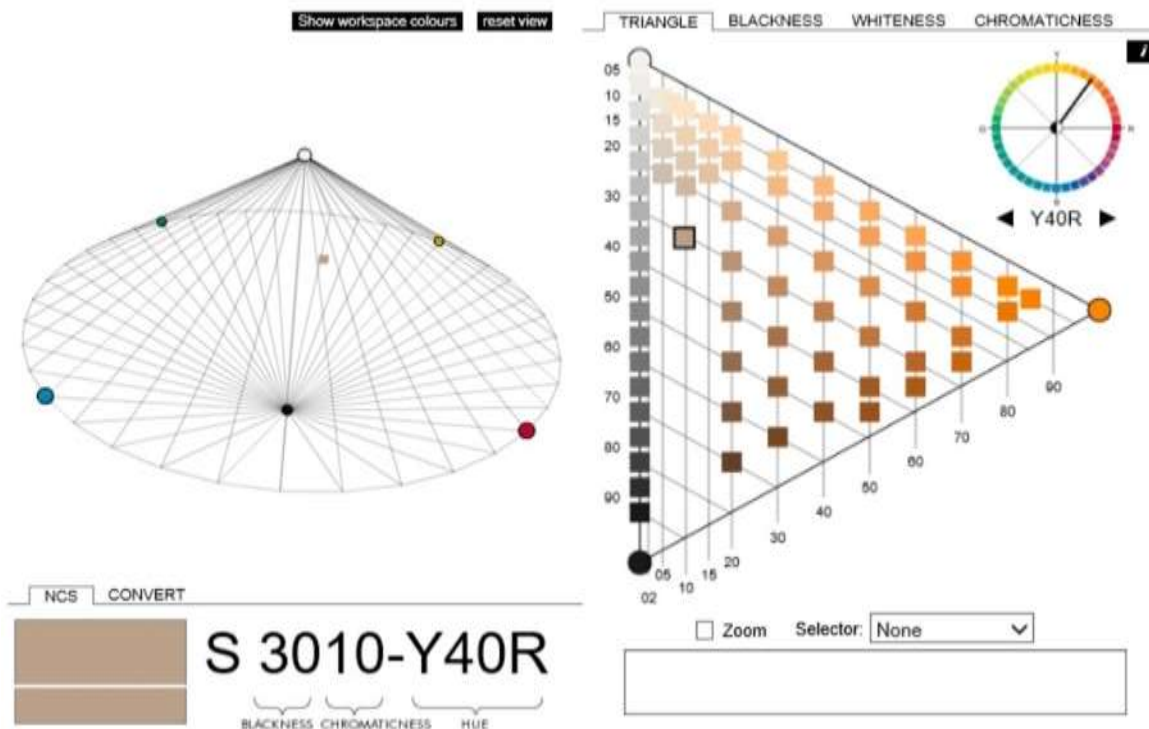 Show workspace colours
reset view
TRIANGLE BLACKNESS WHITENESS CHROMATICNESS
i
Y
G
R
B
Y40R
05
10
15
20
30
40
50
60
70
80
90
02
05
10
15
20
30
40
50
60
70
80
90
NCS CONVERT
S 3010-Y40R
BLACKNESS CHROMATICNESS HUE
Zoom Selector: None